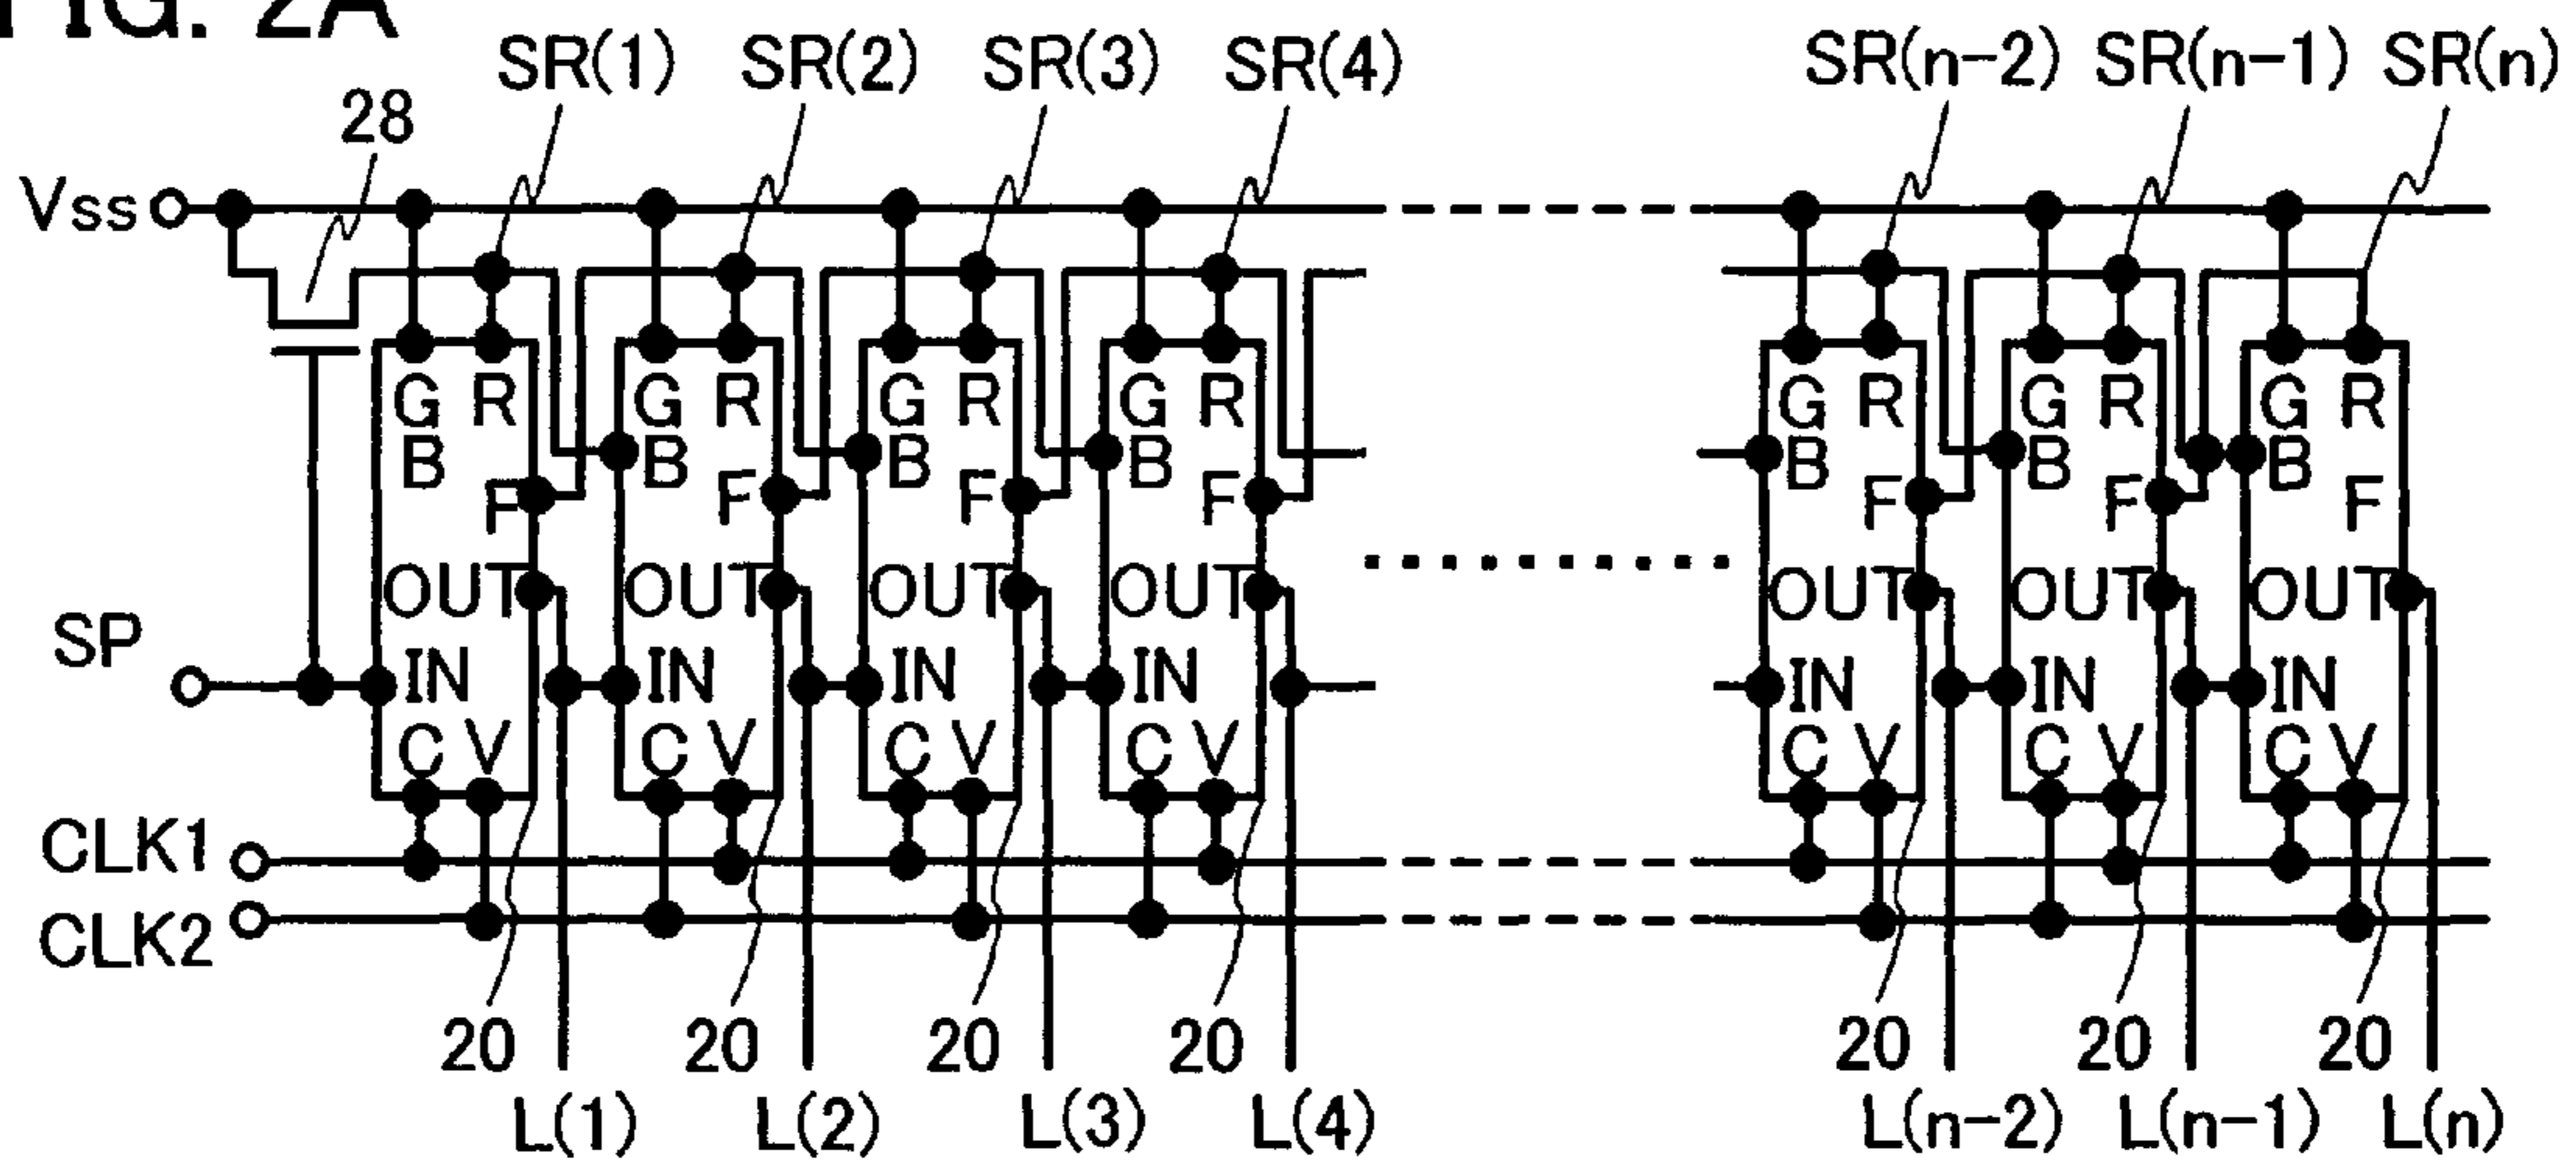 FIG. 2A
SR(1) SR(2) SR(3) SR(4) SR(n-2) SR(n-1) SR(n)
28
Vss
G R G R G R G R G R G R G R
B B B B B B B
F F F F F F F
OUT OUT OUT OUT OUT OUT OUT
SP
IN IN IN IN IN IN IN
C V C V C V C V C V C V C V
CLK1
CLK2
20 20 20 20 20 20 20
L(1) L(2) L(3) L(4) L(n-2) L(n-1) L(n)